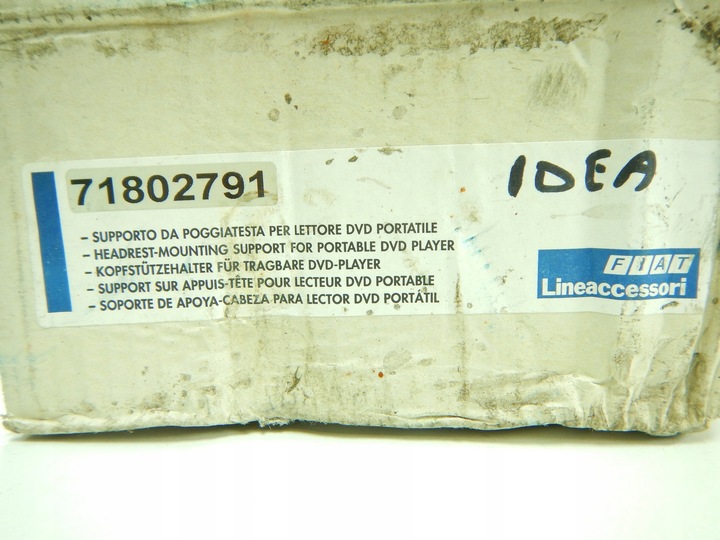 71802791
IDEA
– SUPPORTO DA POGGIATESTA PER LETTORE DVD PORTATILE
– HEADREST-MOUNTING SUPPORT FOR PORTABLE DVD PLAYER
– KOPFSTÜTZEHALTER FÜR TRAGBARE DVD-PLAYER
– SUPPORT SUR APPUIS-TÊTE POUR LECTEUR DVD PORTABLE
– SOPORTE DE APOYA-CABEZA PARA LECTOR DVD PORTÁTIL
FIAT
Lineaccessori